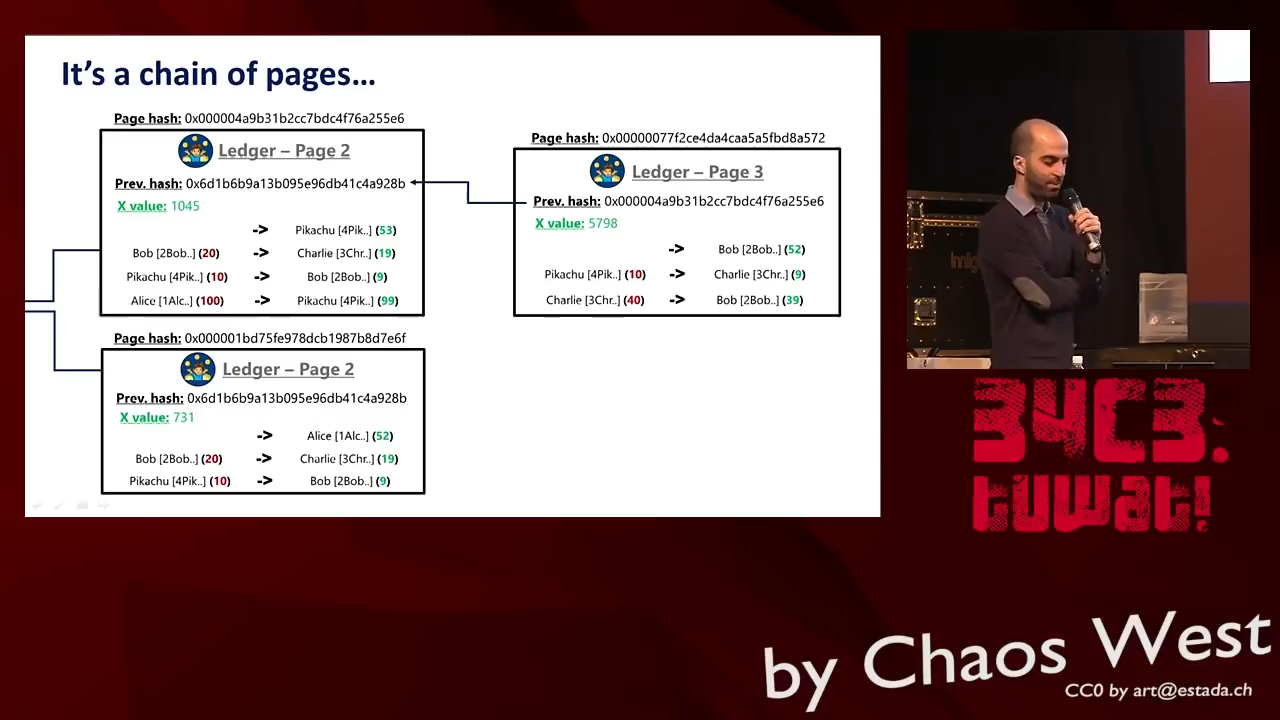 It's a chain of pages...
Page hash: 0x000004a9b31b2cc7bdc4f76a255e6
Ledger – Page 2
Prev. hash: 0x6d1b6b9a13b095e96db41c4a928b
X value: 1045
-> Pikachu [4Pik..] (53)
Bob [2Bob..] (20) -> Charlie [3Chr..] (19)
Pikachu [4Pik..] (10) -> Bob [2Bob..] (9)
Alice [1Alc..] (100) -> Pikachu [4Pik..] (99)
Page hash: 0x000001bd75fe978dcb1987b8d7e6f
Ledger – Page 2
Prev. hash: 0x6d1b6b9a13b095e96db41c4a928b
X value: 731
-> Alice [1Alc..] (52)
Bob [2Bob..] (20) -> Charlie [3Chr..] (19)
Pikachu [4Pik..] (10) -> Bob [2Bob..] (9)
Page hash: 0x00000077f2ce4da4caa5a5fbd8a572
Ledger – Page 3
Prev. hash: 0x000004a9b31b2cc7bdc4f76a255e6
X value: 5798
-> Bob [2Bob..] (52)
Pikachu [4Pik..] (10) -> Charlie [3Chr..] (9)
Charlie [3Chr..] (40) -> Bob [2Bob..] (39)
34C3:
tuwat!
by Chaos West
CC0 by art@estada.ch